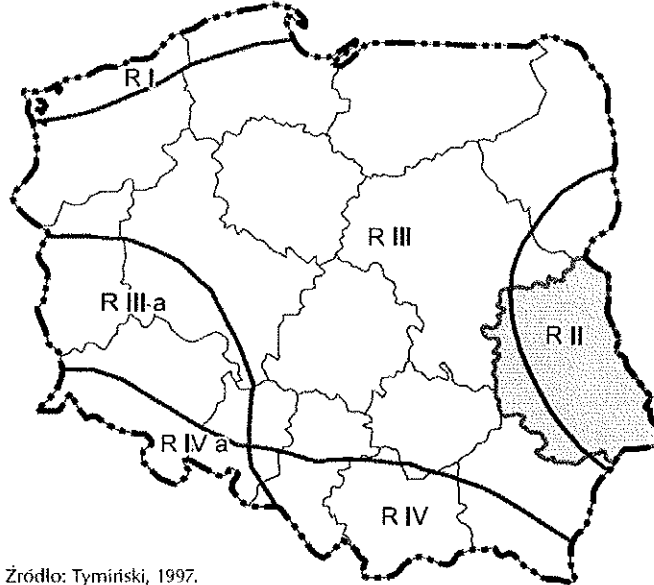 R I
R III
R III-a
R II
R IV a
R IV
Źródło: Tymiński, 1997.